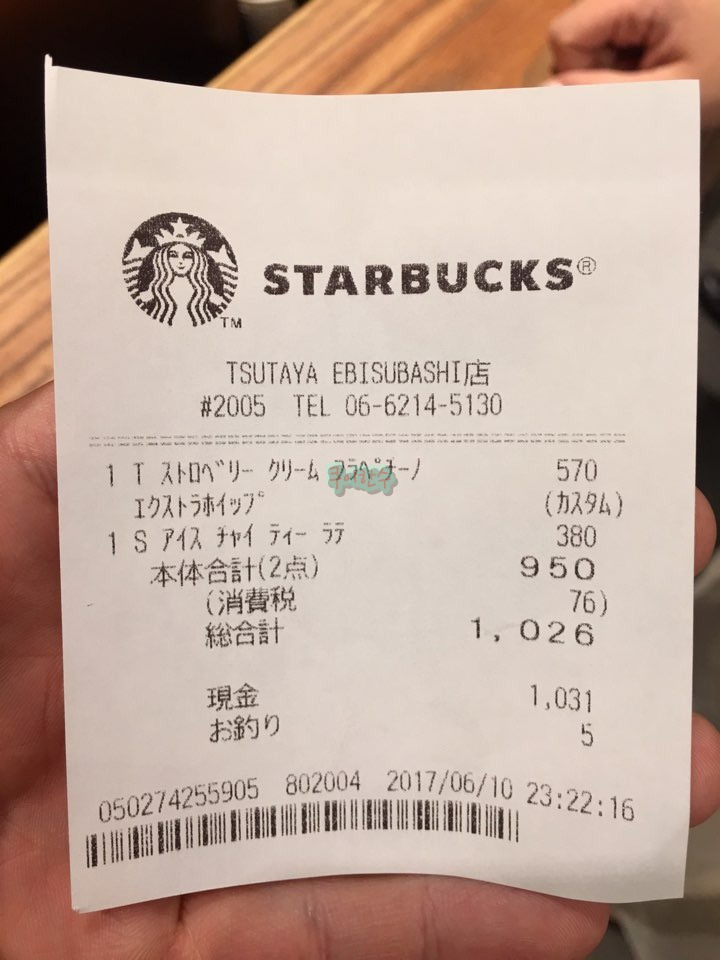 STARBUCKS®
TM
TSUTAYA EBISUBASHI店
#2005 TEL 06-6214-5130
1 T ストロベリー クリーム フラペチーノ 570
エクストラホイップ (カスタム)
1 S アイス チャイ ティー ラテ 380
本体合計(2点) 950
(消費税 76)
総合計 1,026
現金 1,031
お釣り 5
050274255905 802004 2017/06/10 23:22:16